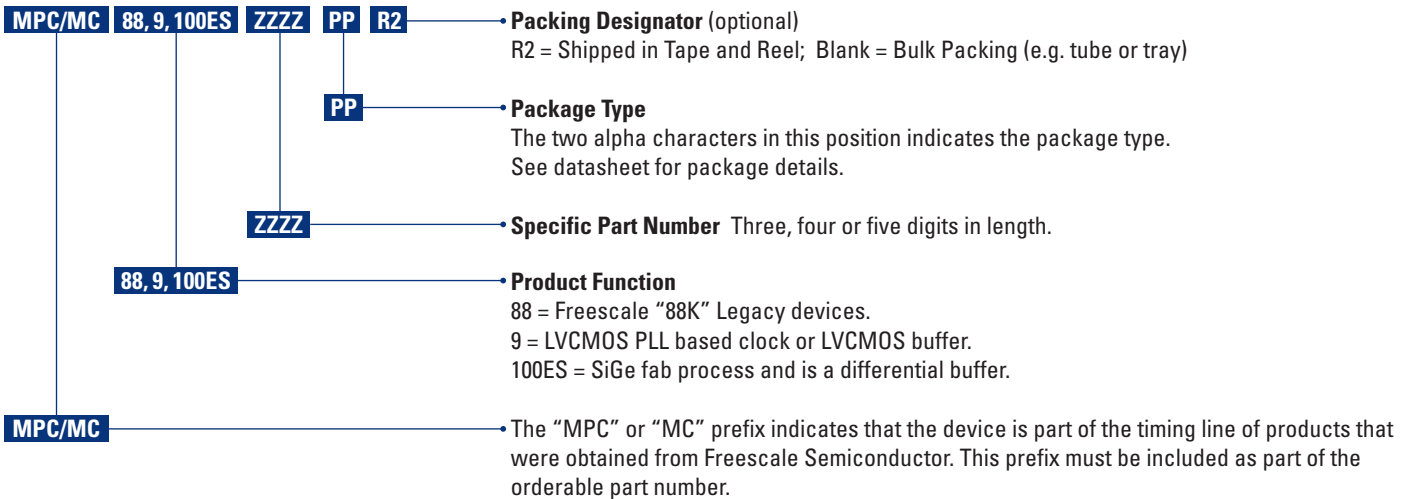 MPC/MC 88, 9, 100ES ZZZZ PP R2 Packing Designator (optional)
R2 = Shipped in Tape and Reel; Blank = Bulk Packing (e.g. tube or tray)
PP Package Type
The two alpha characters in this position indicates the package type.
See datasheet for package details.
ZZZZ Specific Part Number Three, four or five digits in length.
88, 9, 100ES Product Function
88 = Freescale “88K” Legacy devices.
9 = LVCMOS PLL based clock or LVCMOS buffer.
100ES = SiGe fab process and is a differential buffer.
MPC/MC The “MPC” or “MC” prefix indicates that the device is part of the timing line of products that
were obtained from Freescale Semiconductor. This prefix must be included as part of the
orderable part number.